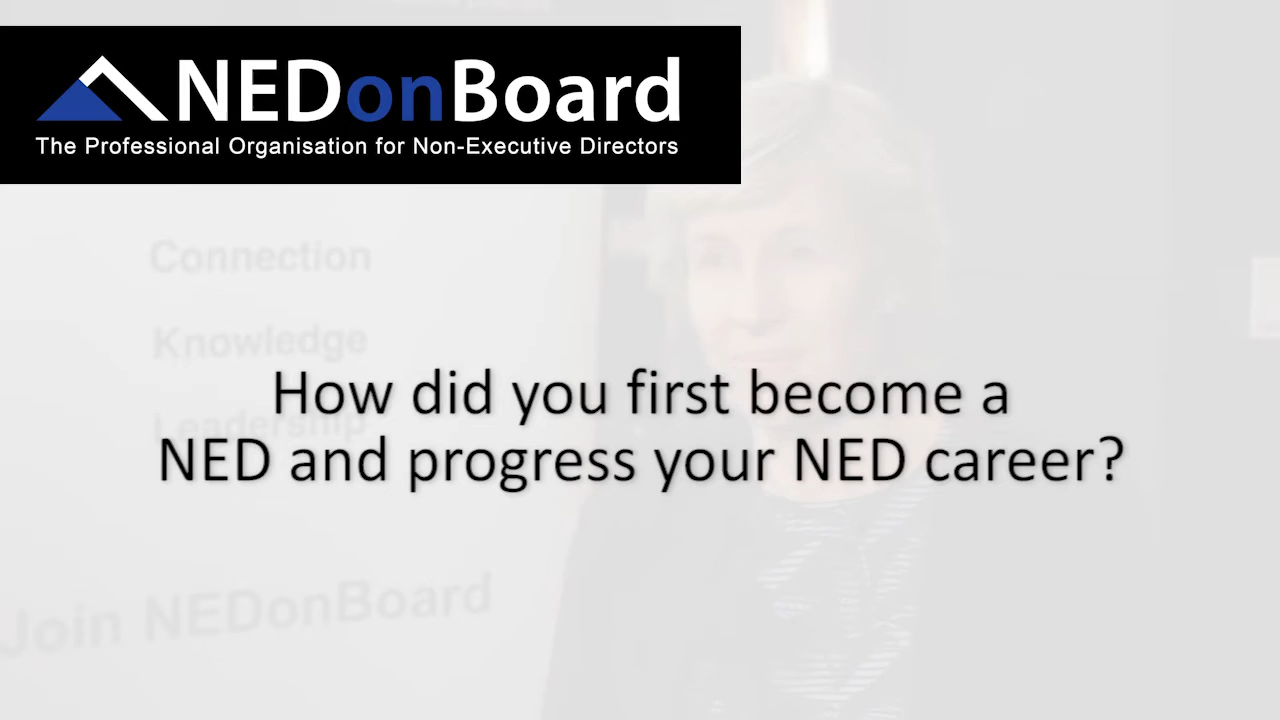 NEDonBoard
The Professional Organisation for Non-Executive Directors
Connection
Knowledge
Leadership
How did you first become a
NED and progress your NED career?
Join NEDonBoard